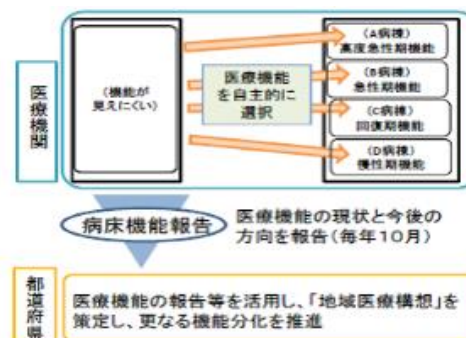 医療機関
(機能が
見えにくい)
医療機能
を自主的に
選択
(A病棟)
高度急性期機能
(B病棟)
急性期機能
(C病棟)
回復期機能
(D病棟)
慢性期機能
病床機能報告
医療機能の現状と今後の
方向を報告(毎年10月)
都道府県
医療機能の報告等を活用し、「地域医療構想」を
策定し、更なる機能分化を推進